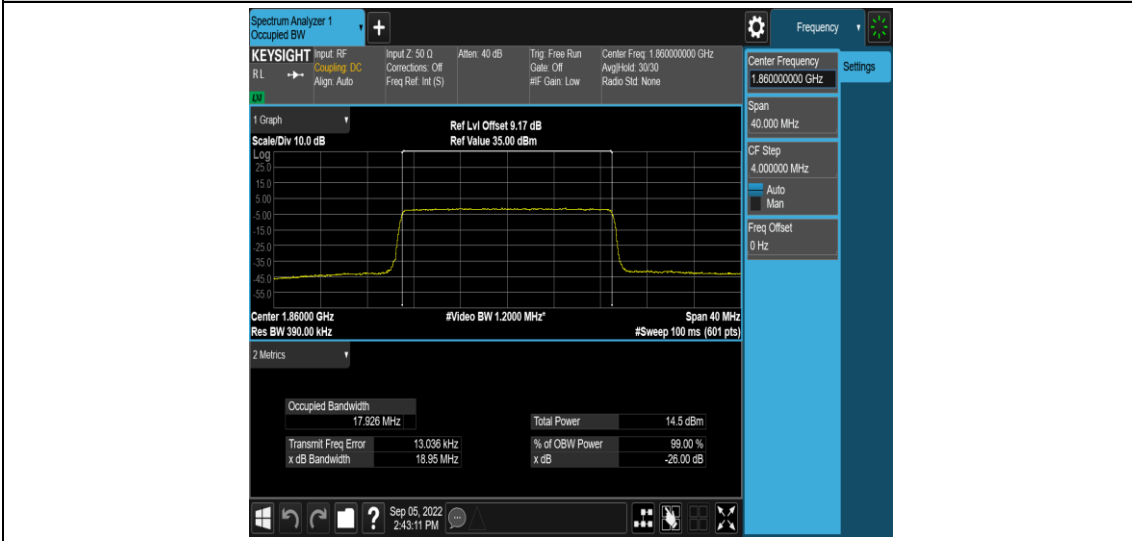 Spectrum Analyzer 1
Occupied BW
+
Frequency
KEYSIGHT
RL
LXI
Input: RF
Coupling: DC
Align: Auto
Input Z: 50 Ω
Corrections: Off
Freq Ref: Int (S)
Atten: 40 dB
Trig: Free Run
Gate: Off
#IF Gain: Low
Center Freq: 1.860000000 GHz
Avg|Hold: 30/30
Radio Std: None
Center Frequency
1.860000000 GHz
Settings
Span
40.000 MHz
CF Step
4.000000 MHz
Auto
Man
Freq Offset
0 Hz
1 Graph
Scale/Div 10.0 dB
Ref Lvl Offset 9.17 dB
Ref Value 35.00 dBm
Log
25.0
15.0
5.00
-5.00
-15.0
-25.0
-35.0
-45.0
-55.0
Center 1.86000 GHz
#Video BW 1.2000 MHz*
Span 40 MHz
Res BW 390.00 kHz
#Sweep 100 ms (601 pts)
2 Metrics
Occupied Bandwidth
17.926 MHz
Total Power 14.5 dBm
Transmit Freq Error 13.036 kHz
% of OBW Power 99.00 %
x dB Bandwidth 18.95 MHz
x dB -26.00 dB
?
Sep 05, 2022
2:43:11 PM